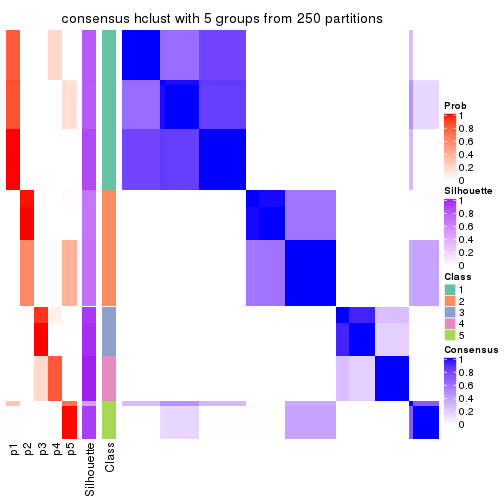 consensus hclust with 5 groups from 250 partitions
Prob
1
0.8
0.6
0.4
0.2
0
Silhouette
1
0.8
0.6
0.4
0.2
0
Class
1
2
3
4
5
Consensus
1
0.8
0.6
0.4
0.2
0
p1
p2
p3
p4
p5
Silhouette
Class